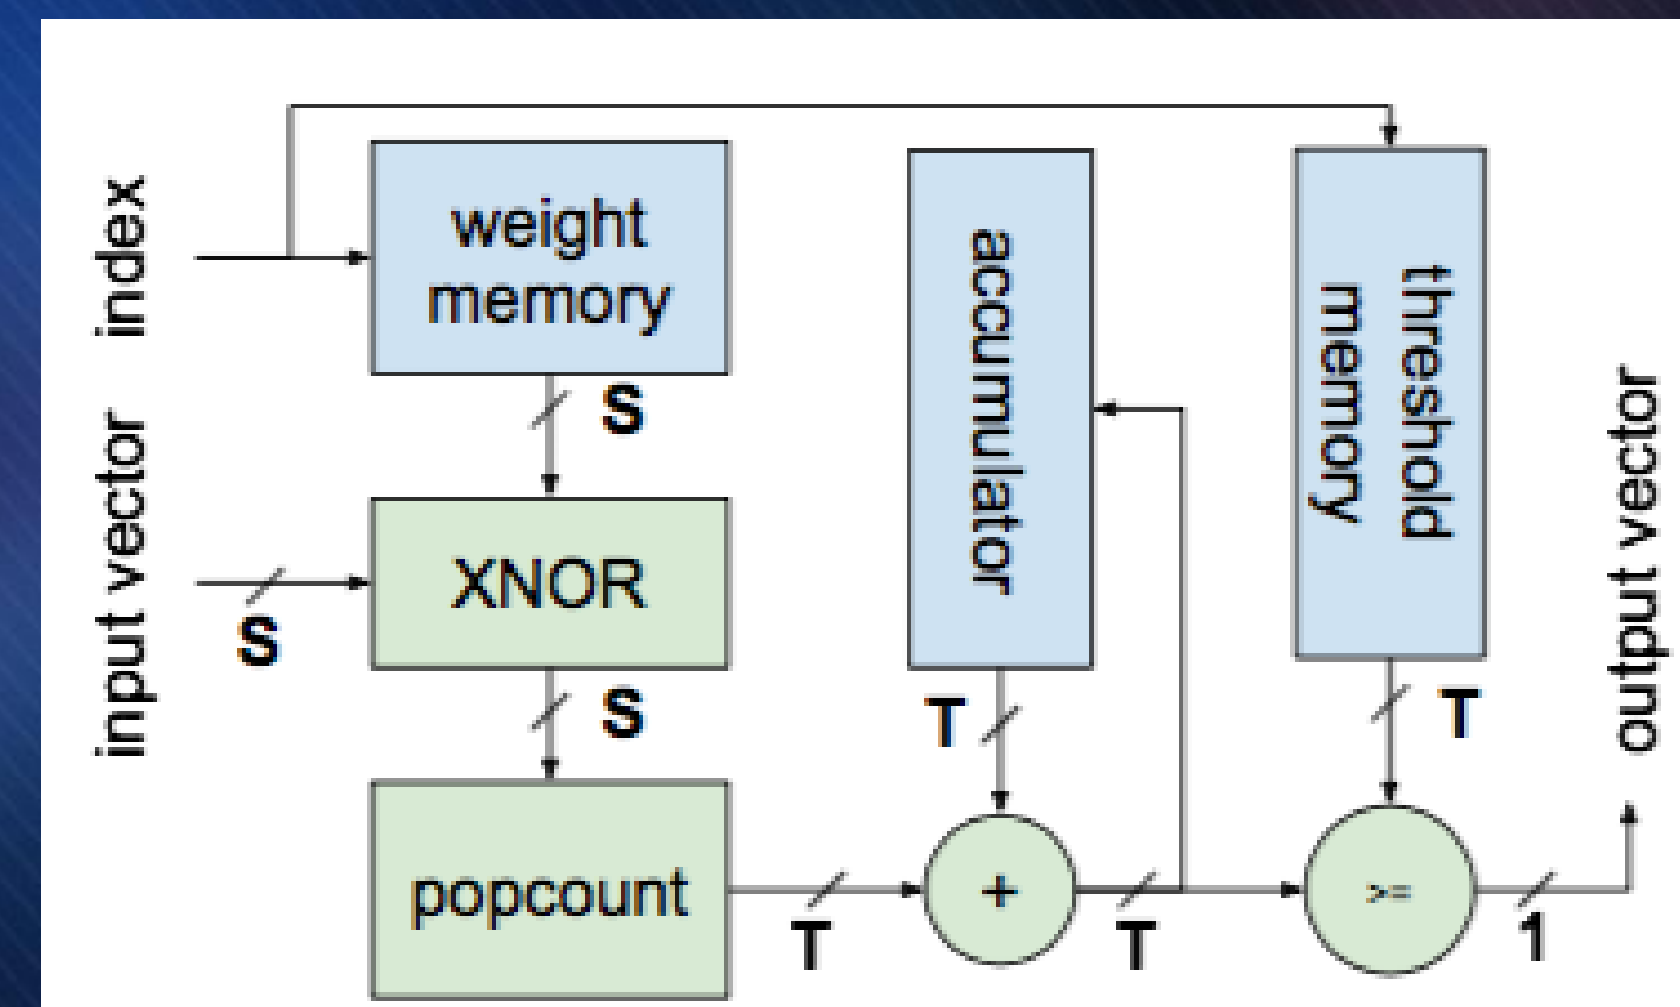 index
weight
memory
accumulator
threshold
memory
S
input vector
S
XNOR
S
T
T
output vector
popcount
T
+
T
>=
1